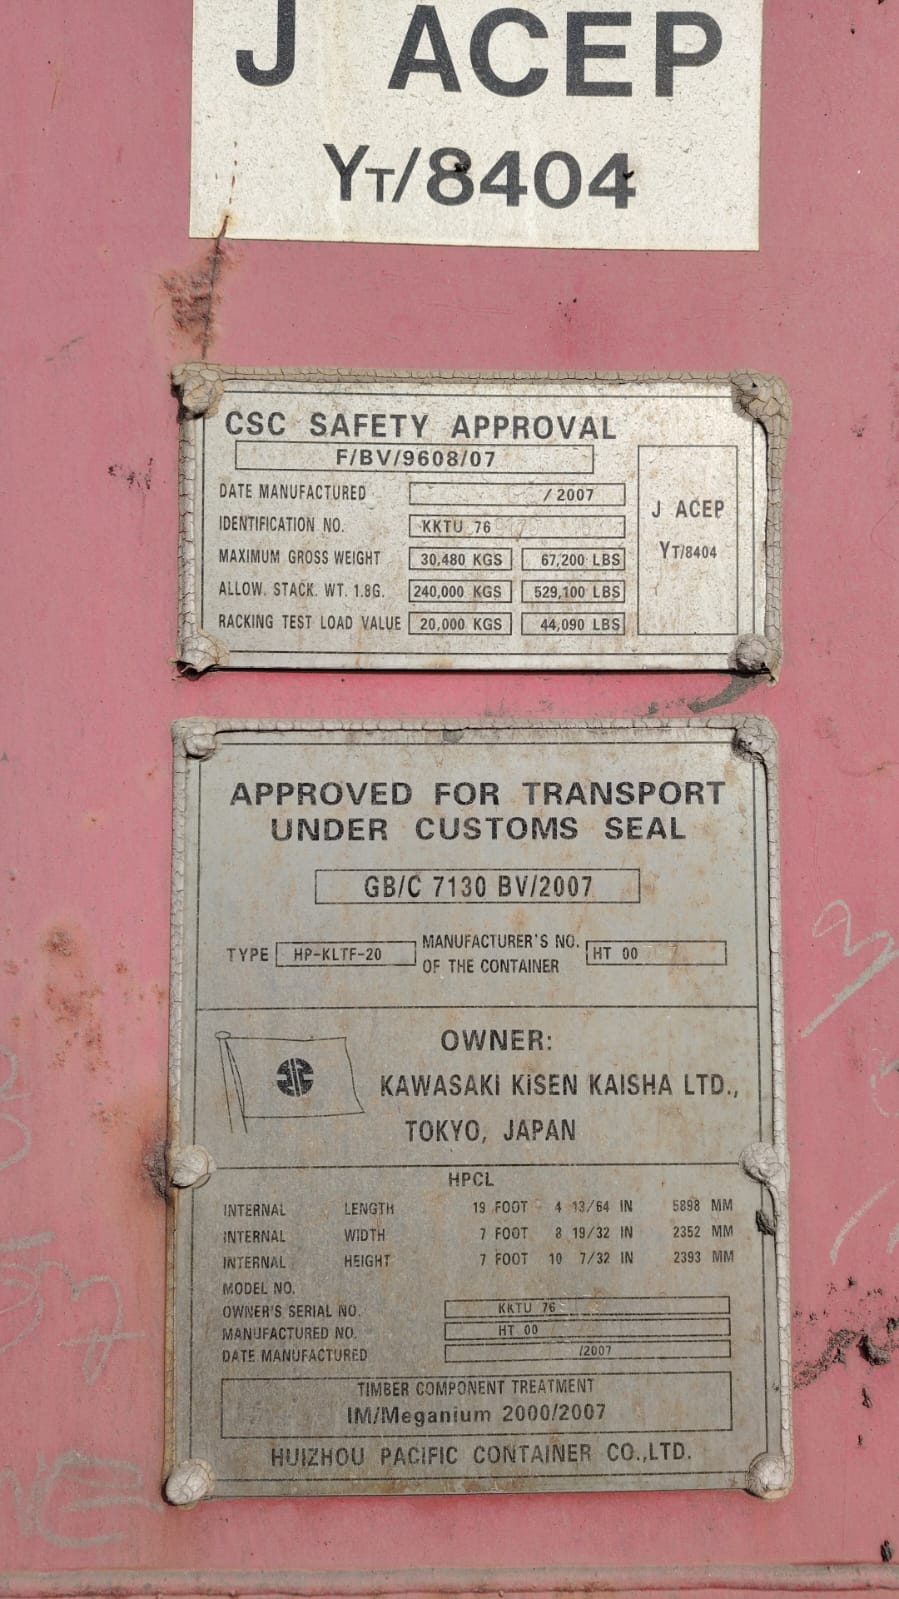 J ACEP
YT/8404
CSC SAFETY APPROVAL
F/BV/9608/07
DATE MANUFACTURED /2007
IDENTIFICATION NO. KKTU 76
MAXIMUM GROSS WEIGHT 30,480 KGS 67,200 LBS
ALLOW. STACK. WT. 1.8G. 240,000 KGS 529,100 LBS
RACKING TEST LOAD VALUE 20,000 KGS 44,090 LBS
J ACEP
YT/8404
APPROVED FOR TRANSPORT
UNDER CUSTOMS SEAL
GB/C 7130 BV/2007
TYPE HP-KLTF-20 MANUFACTURER'S NO. OF THE CONTAINER HT 00
OWNER:
KAWASAKI KISEN KAISHA LTD.,
TOKYO, JAPAN
HPCL
INTERNAL LENGTH 19 FOOT 4 13/64 IN 5898 MM
INTERNAL WIDTH 7 FOOT 8 19/32 IN 2352 MM
INTERNAL HEIGHT 7 FOOT 10 7/32 IN 2393 MM
MODEL NO.
OWNER'S SERIAL NO. KKTU 76
MANUFACTURED NO. HT 00
DATE MANUFACTURED /2007
TIMBER COMPONENT TREATMENT
IM/Meganium 2000/2007
HUIZHOU PACIFIC CONTAINER CO.,LTD.